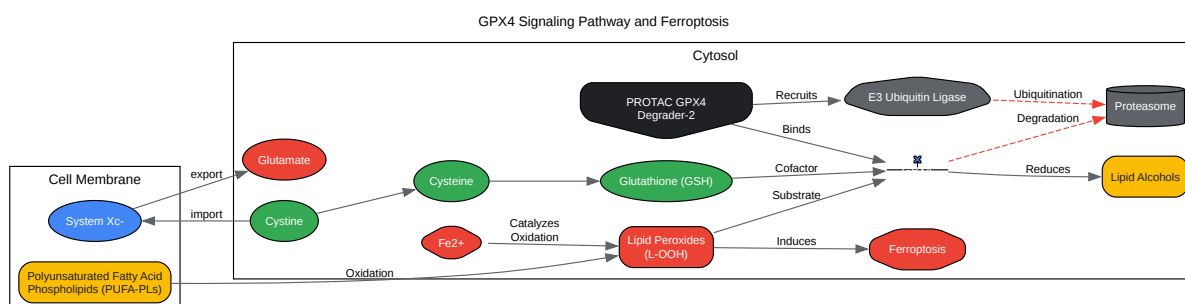 GPX4 Signaling Pathway and Ferroptosis
Cytosol
PROTAC GPX4
Degrader-2
Recruits
E3 Ubiquitin Ligase
Ubiquitination
Proteasome
Degradation
Binds
Glutamate
Cell Membrane
export
Cysteine
Glutathione (GSH)
Cofactor
Reduces
Lipid Alcohols
System Xc-
import
Cystine
Substrate
Fe2+
Catalyzes
Oxidation
Lipid Peroxides
(L-OOH)
Induces
Ferroptosis
Polyunsaturated Fatty Acid
Phospholipids (PUFA-PLs)
Oxidation